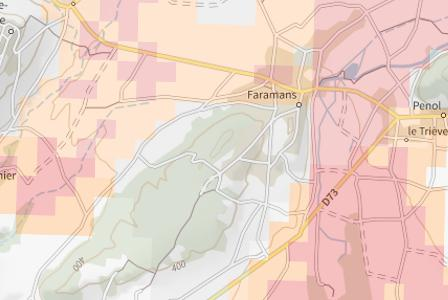 e-
e
Faramans
Penol
le Trieve
nier
D73
400
400